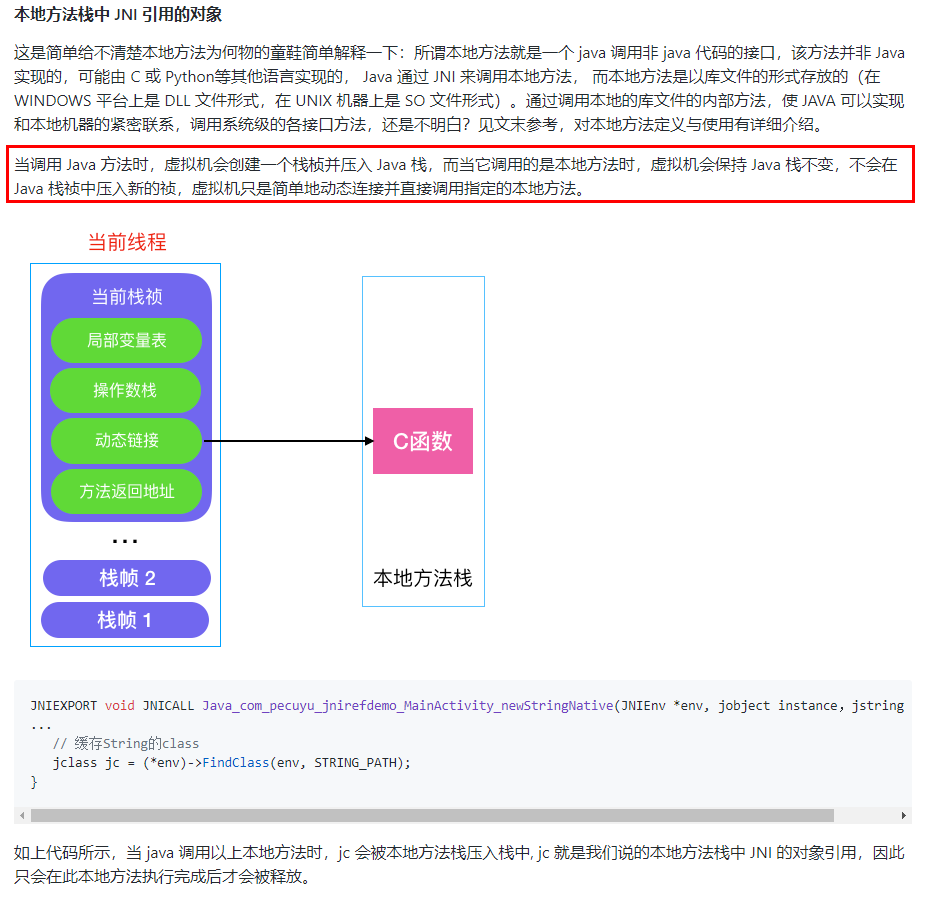 本地方法栈中 JNI 引用的对象
这是简单给不清楚本地方法为何物的童鞋简单解释一下：所谓本地方法就是一个 java 调用非 java 代码的接口，该方法并非 Java
实现的，可能由 C 或 Python等其他语言实现的， Java 通过 JNI 来调用本地方法， 而本地方法是以库文件的形式存放的（在
WINDOWS 平台上是 DLL 文件形式，在 UNIX 机器上是 SO 文件形式）。通过调用本地的库文件的内部方法，使 JAVA 可以实现
和本地机器的紧密联系，调用系统级的各接口方法，还是不明白？见文末参考，对本地方法定义与使用有详细介绍。
当调用 Java 方法时，虚拟机会创建一个栈桢并压入 Java 栈，而当它调用的是本地方法时，虚拟机会保持 Java 栈不变，不会在
Java 栈祯中压入新的祯，虚拟机只是简单地动态连接并直接调用指定的本地方法。
当前线程
当前栈桢
局部变量表
操作数栈
动态链接
方法返回地址
...
栈帧 2
栈帧 1
C函数
本地方法栈
JNIEXPORT void JNICALL Java_com_pecuyu_jnirefdemo_MainActivity_newStringNative(JNIEnv *env, jobject instance，jstring
...
// 缓存String的class
jclass jc = (*env)->FindClass(env, STRING_PATH);
}
如上代码所示，当 java 调用以上本地方法时，jc 会被本地方法栈压入栈中, jc 就是我们说的本地方法栈中 JNI 的对象引用，因此
只会在此本地方法执行完成后才会被释放。